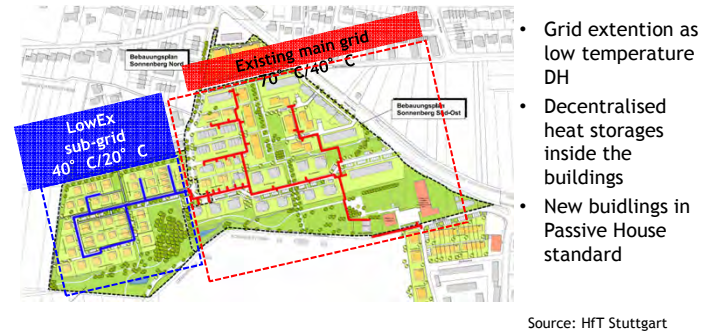 Bebauungsplan
Sonnenberg Nord
Existing main grid
70° C/40° C
Bebauungsplan
Sonnenberg Süd-Ost
LowEx
sub-grid
40° C/20° C
• Grid extention as
low temperature
DH
• Decentralised
heat storages
inside the
buildings
• New buidlings in
Passive House
standard
Source: HfT Stuttgart